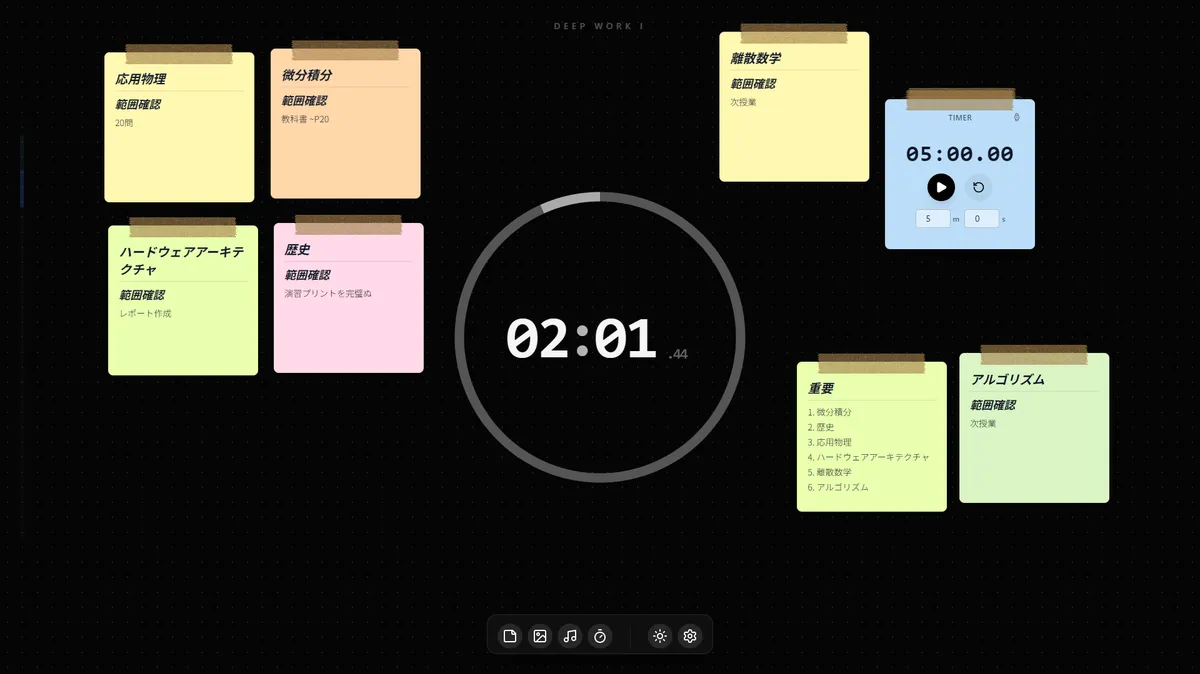 DEEP WORK I
応用物理
範囲確認
20問
微分積分
範囲確認
教科書 ~P20
ハードウェアアーキテ
クチャ
範囲確認
レポート作成
歴史
範囲確認
演習プリントを完璧ぬ
02:01
.44
離散数学
範囲確認
次授業
TIMER
05:00.00
5 m 0 s
重要
1. 微分積分
2. 歴史
3. 応用物理
4. ハードウェアアーキテクチャ
5. 離散数学
6. アルゴリズム
アルゴリズム
範囲確認
次授業